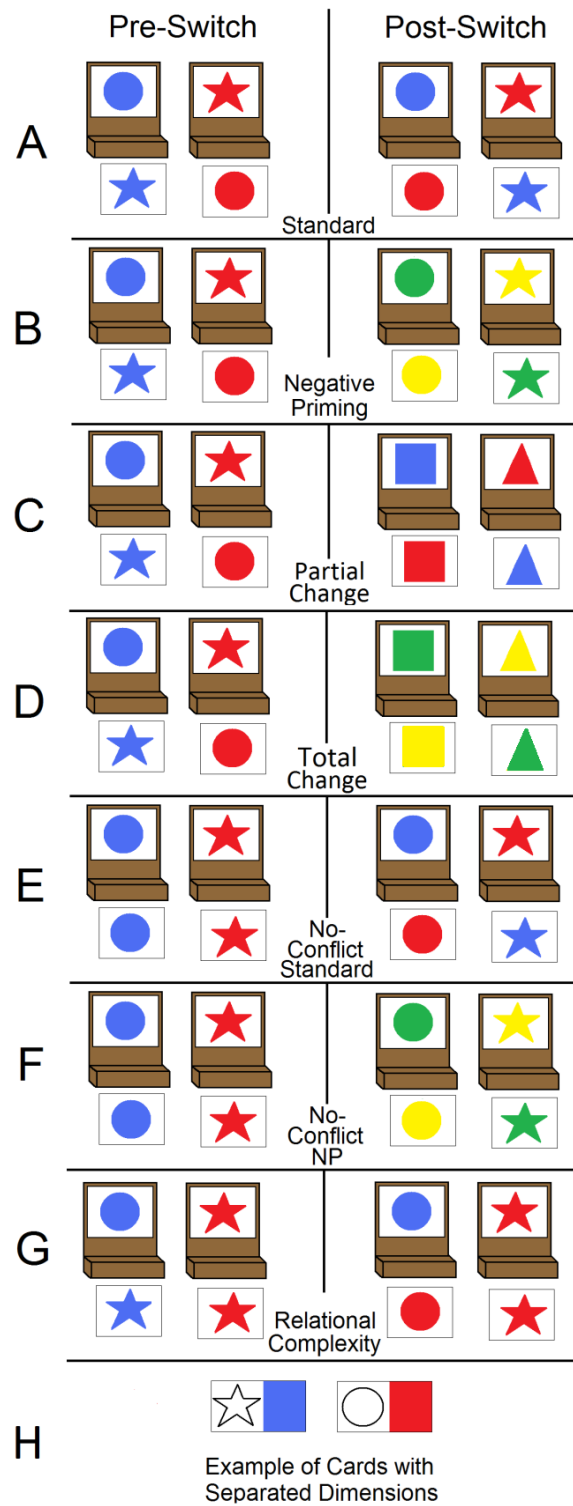 Pre-Switch Post-Switch
A
Standard
B
Negative
Priming
C
Partial
Change
D
Total
Change
E
No-
Conflict
Standard
F
No-
Conflict
NP
G
Relational
Complexity
H
Example of Cards with
Separated Dimensions